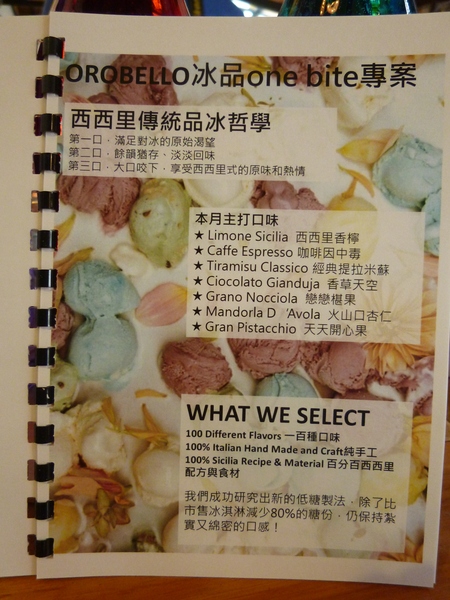 OROBELLO冰品one bite專案
西西里傳統品冰哲學
第一口，滿足對冰的原始渴望
第二口，餘韻猶存、淡淡回味
第三口，大口咬下，享受西西里式的原味和熱情
本月主打口味
★ Limone Sicilia 西西里香檸
★ Caffe Espresso 咖啡因中毒
★ Tiramisu Classico 經典提拉米蘇
★ Ciocolato Gianduja 香草天空
★ Grano Nocciola 戀戀榛果
★ Mandorla D'Avola 火山口杏仁
★ Gran Pistacchio 天天開心果
WHAT WE SELECT
100 Different Flavors 一百種口味
100% Italian Hand Made and Craft純手工
100% Sicilia Recipe & Material 百分百西西里
配方與食材
我們成功研究出新的低糖製法，除了比
市售冰淇淋減少80%的糖份，仍保持紮
實又綿密的口感！